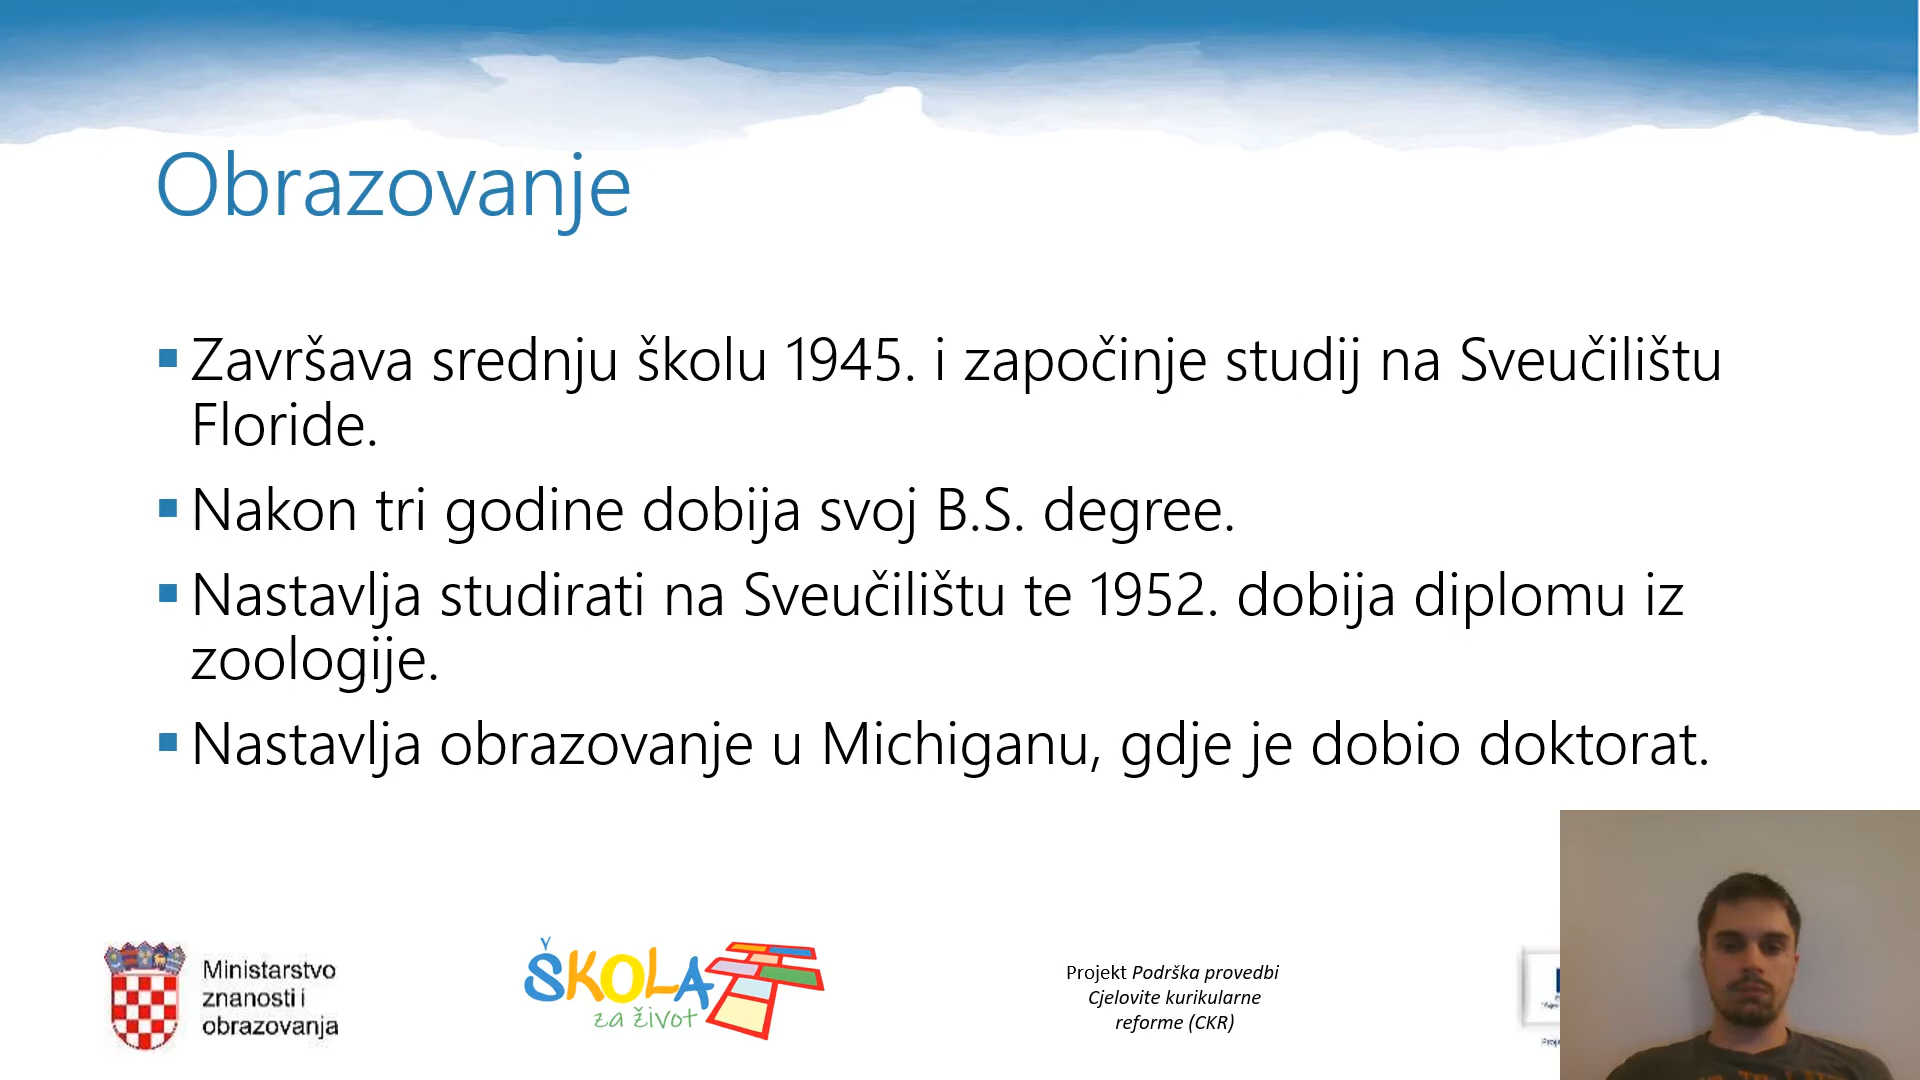 Obrazovanje
Završava srednju školu 1945. i započinje studij na Sveučilištu
Floride.
Nakon tri godine dobija svoj B.S. degree.
Nastavlja studirati na Sveučilištu te 1952. dobija diplomu iz
zoologije.
Nastavlja obrazovanje u Michiganu, gdje je dobio doktorat.
Ministarstvo
znanosti i
obrazovanja
ŠKOLA
za život
Projekt Podrška provedbi
Cjelovite kurikularne
reforme (CKR)